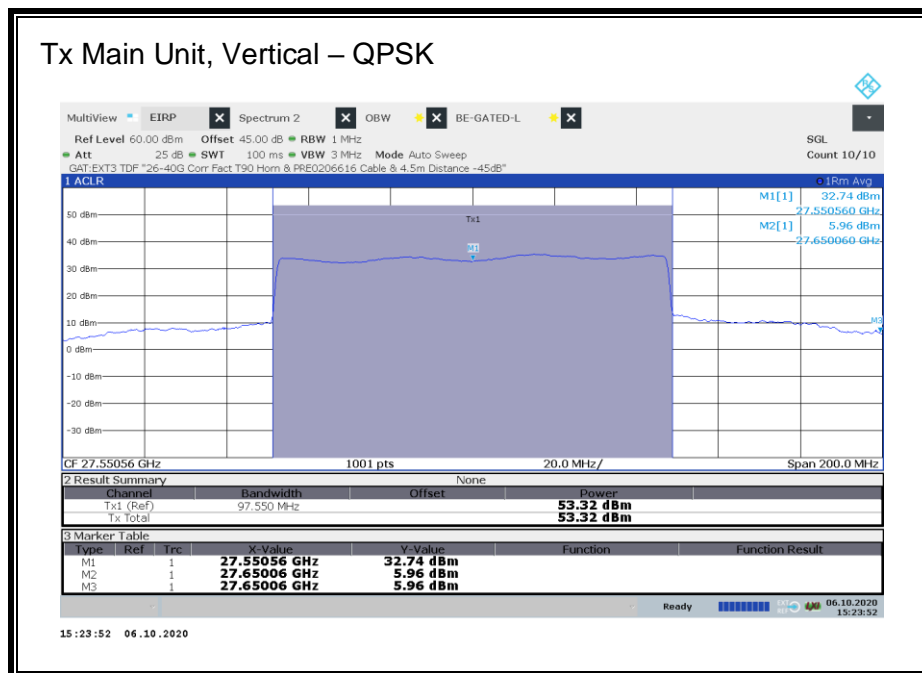 Tx Main Unit, Vertical – QPSK
MultiView EIRP Spectrum 2 OBW BE-GATED-L
Ref Level 60.00 dBm Offset 45.00 dB RBW 1 MHz SGL
Att 25 dB SWT 100 ms VBW 3 MHz Mode Auto Sweep Count 10/10
GAT:EXT3 TDF "26-40G Corr Fact T90 Horn & PRE0206616 Cable & 4.5m Distance -45dB"
1 ACLR 1Rm Avg
M1[1] 32.74 dBm
27.550560 GHz
M2[1] 5.96 dBm
27.650060 GHz
Tx1
50 dBm
40 dBm
M1
30 dBm
20 dBm
10 dBm
M3
0 dBm
-10 dBm
-20 dBm
-30 dBm
CF 27.55056 GHz 1001 pts 20.0 MHz/ Span 200.0 MHz
2 Result Summary None
Channel Bandwidth Offset Power
Tx1 (Ref) 97.550 MHz 53.32 dBm
Tx Total 53.32 dBm
3 Marker Table
Type Ref Trc X-Value Y-Value Function Function Result
M1 1 27.55056 GHz 32.74 dBm
M2 1 27.65006 GHz 5.96 dBm
M3 1 27.65006 GHz 5.96 dBm
Ready 06.10.2020
15:23:52
15:23:52 06.10.2020